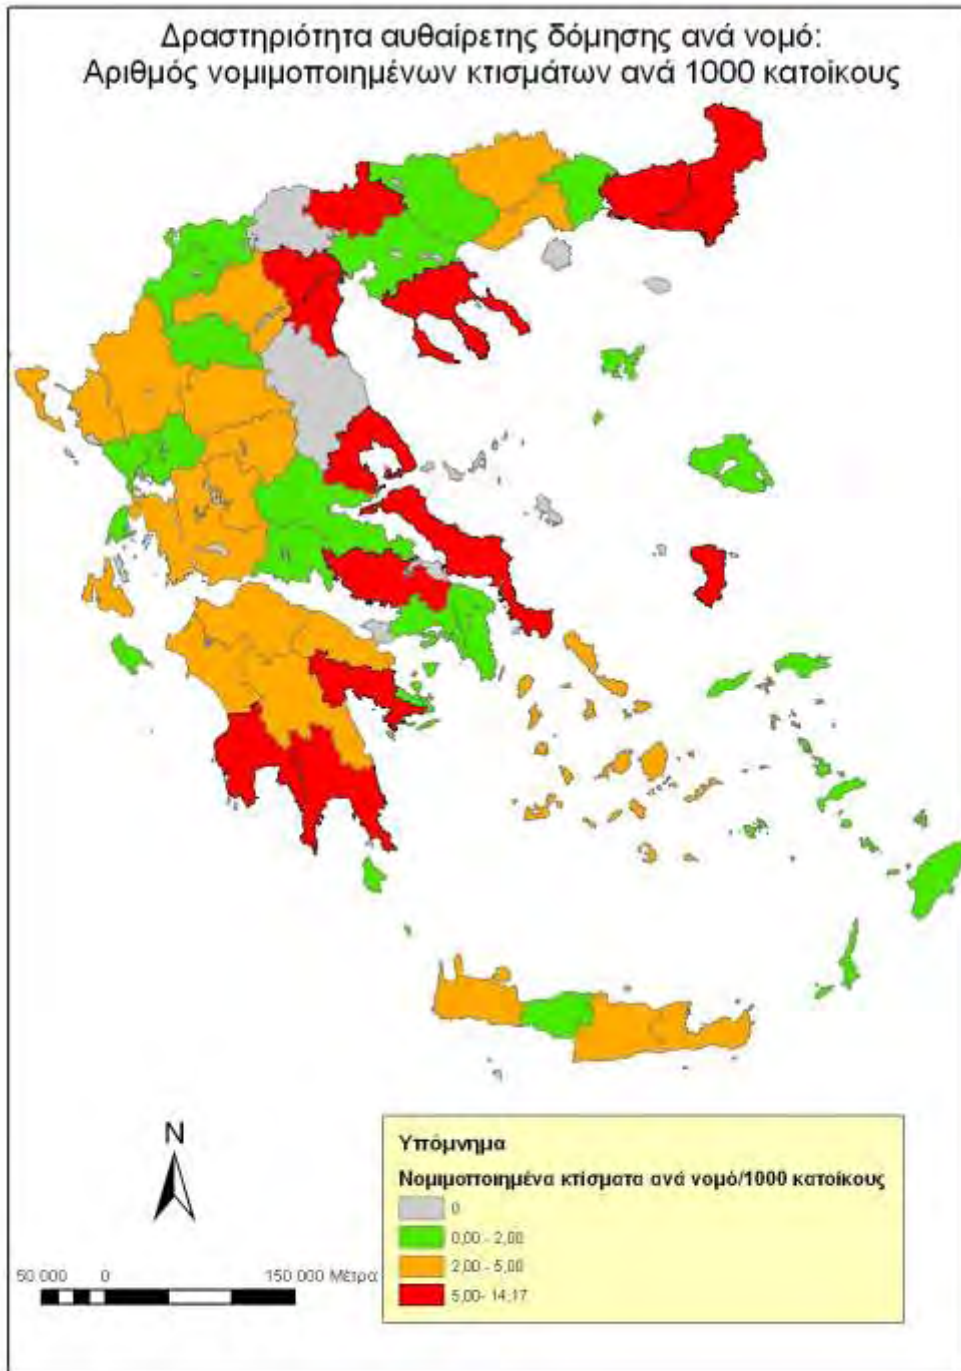 Δραστηριότητα αυθαίρετης δόμησης ανά νομό:
Αριθμός νομιμοποιημένων κτισμάτων ανά 1000 κατοίκους
N
50 000 0 150 000 Μέτρα
Υπόμνημα
Νομιμοποιημένα κτίσματα ανά νομό/1000 κατοίκους
0
0,00 - 2,00
2,00 - 5,00
5,00- 14,17